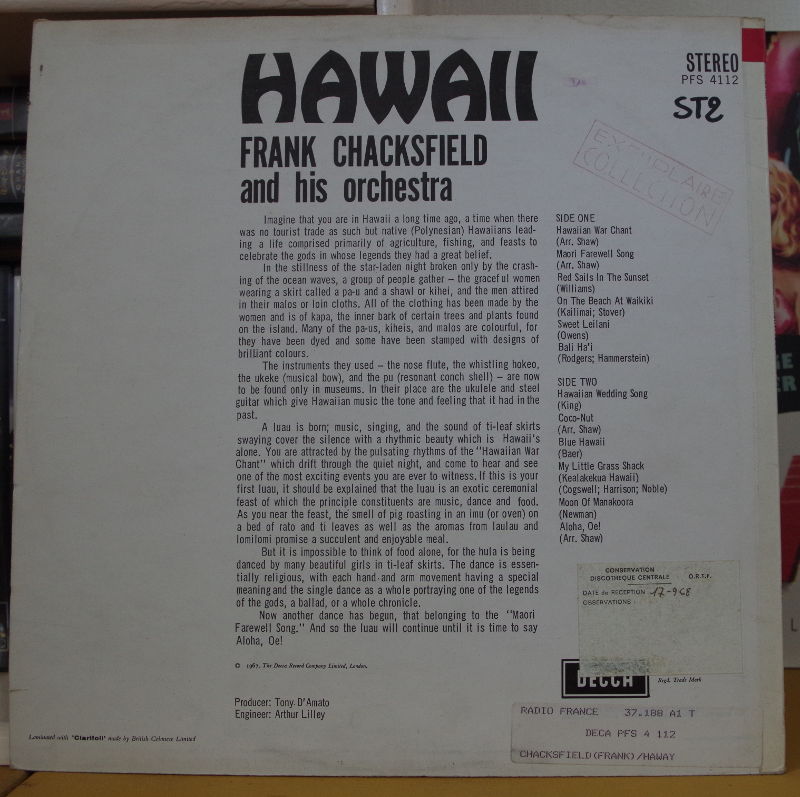 HAWAII
FRANK CHACKSFIELD
and his orchestra
STEREO
PFS 4112
ST2
EXEMPLAIRE
COLLECTION
Imagine that you are in Hawaii a long time ago, a time when there
was no tourist trade as such but native (Polynesian) Hawaiians lead-
ing a life comprised primarily of agriculture, fishing, and feasts to
celebrate the gods in whose legends they had a great belief.
In the stillness of the star-laden night broken only by the crash-
ing of the ocean waves, a group of people gather – the graceful women
wearing a skirt called a pa-u and a shawl or kihei, and the men attired
in their malos or loin cloths. All of the clothing has been made by the
women and is of kapa, the inner bark of certain trees and plants found
on the island. Many of the pa-us, kiheis, and malos are colourful, for
they have been dyed and some have been stamped with designs of
brilliant colours.
The instruments they used – the nose flute, the whistling hokeo,
the ukeke (musical bow), and the pu (resonant conch shell) – are now
to be found only in museums. In their place are the ukulele and steel
guitar which give Hawaiian music the tone and feeling that it had in the
past.
A luau is born; music, singing, and the sound of ti-leaf skirts
swaying cover the silence with a rhythmic beauty which is Hawaii's
alone. You are attracted by the pulsating rhythms of the "Hawaiian War
Chant" which drift through the quiet night, and come to hear and see
one of the most exciting events you are ever to witness. If this is your
first luau, it should be explained that the luau is an exotic ceremonial
feast of which the principle constituents are music, dance and food.
As you near the feast, the smell of pig roasting in an imu (or oven) on
a bed of rato and ti leaves as well as the aromas from laulau and
lomilomi promise a succulent and enjoyable meal.
But it is impossible to think of food alone, for the hula is being
danced by many beautiful girls in ti-leaf skirts. The dance is essen-
tially religious, with each hand and arm movement having a special
meaning and the single dance as a whole portraying one of the legends
of the gods, a ballad, or a whole chronicle.
Now another dance has begun, that belonging to the "Maori
Farewell Song." And so the luau will continue until it is time to say
Aloha, Oe!
© 1967, The Decca Record Company Limited, London.
Producer: Tony D'Amato
Engineer: Arthur Lilley
Laminated with 'Clarifoil' made by British Celanese Limited
SIDE ONE
Hawaiian War Chant
(Arr. Shaw)
Maori Farewell Song
(Arr. Shaw)
Red Sails In The Sunset
(Williams)
On The Beach At Waikiki
(Kailimai; Stover)
Sweet Leilani
(Owens)
Bali Ha'i
(Rodgers; Hammerstein)
SIDE TWO
Hawaiian Wedding Song
(King)
Coco-Nut
(Arr. Shaw)
Blue Hawaii
(Baer)
My Little Grass Shack
(Kealakekua Hawaii)
(Cogswell; Harrison; Noble)
Moon Of Manakoora
(Newman)
Aloha, Oe!
(Arr. Shaw)
CONSERVATION
DISCOTHEQUE CENTRALE O.R.T.F.
DATE de RECEPTION 17-968
OBSERVATIONS :
DECCA
Regd. Trade Mark
RADIO FRANCE 37.188 A1 T
DECA PFS 4 112
CHACKSFIELD(FRANK)/HAWAY